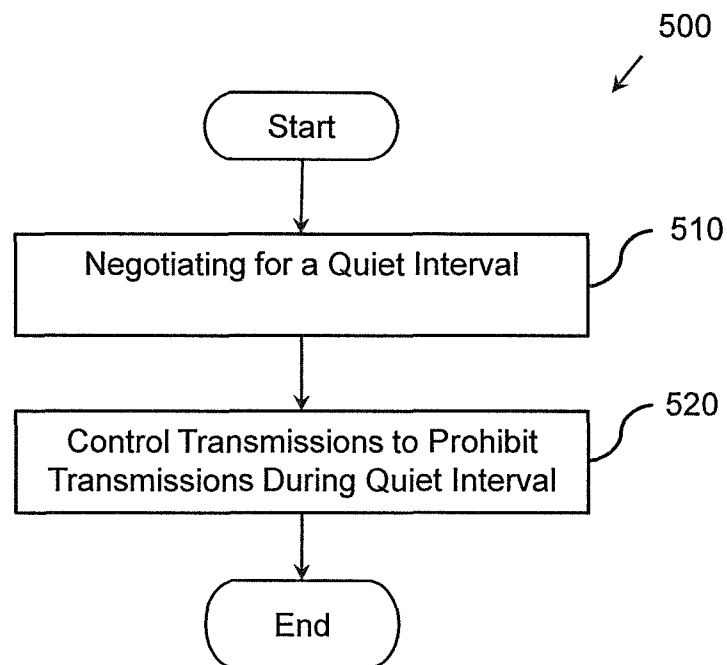 500
Start
510
Negotiating for a Quiet Interval
520
Control Transmissions to Prohibit
Transmissions During Quiet Interval
End